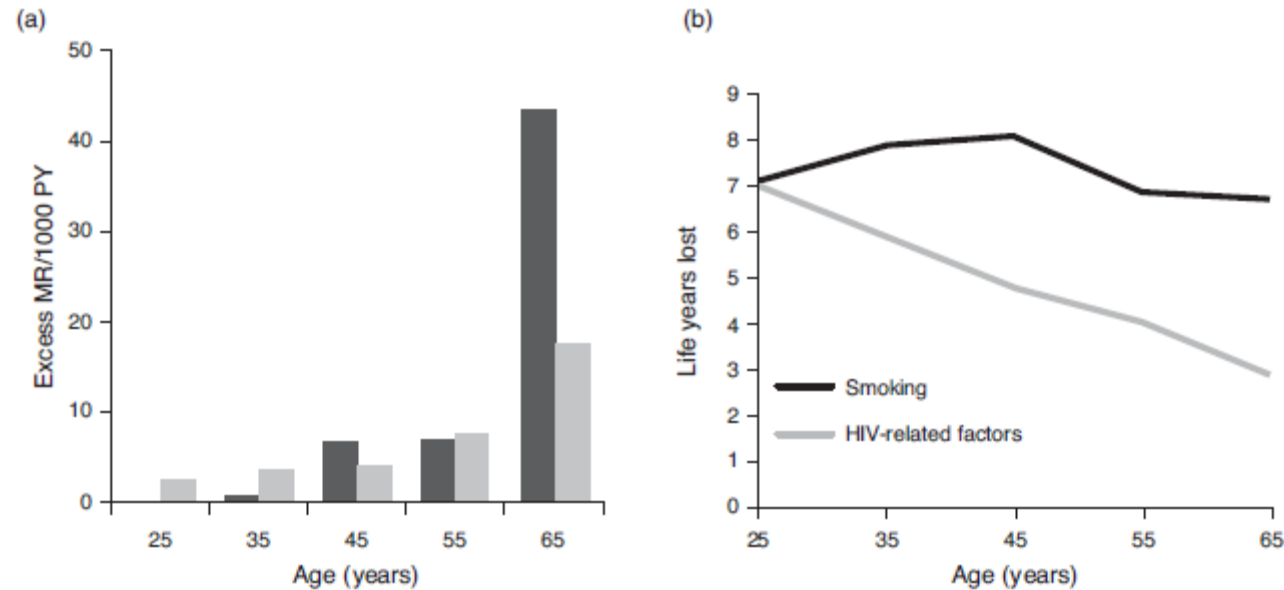 (a)
50
40
30
20
10
0
Excess MR/1000 PY
25 35 45 55 65
Age (years)
(b)
9
8
7
6
5
4
3
2
1
0
Life years lost
Smoking
HIV-related factors
25 35 45 55 65
Age (years)